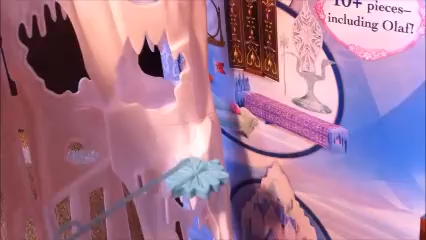 10+ pieces–
including Olaf!